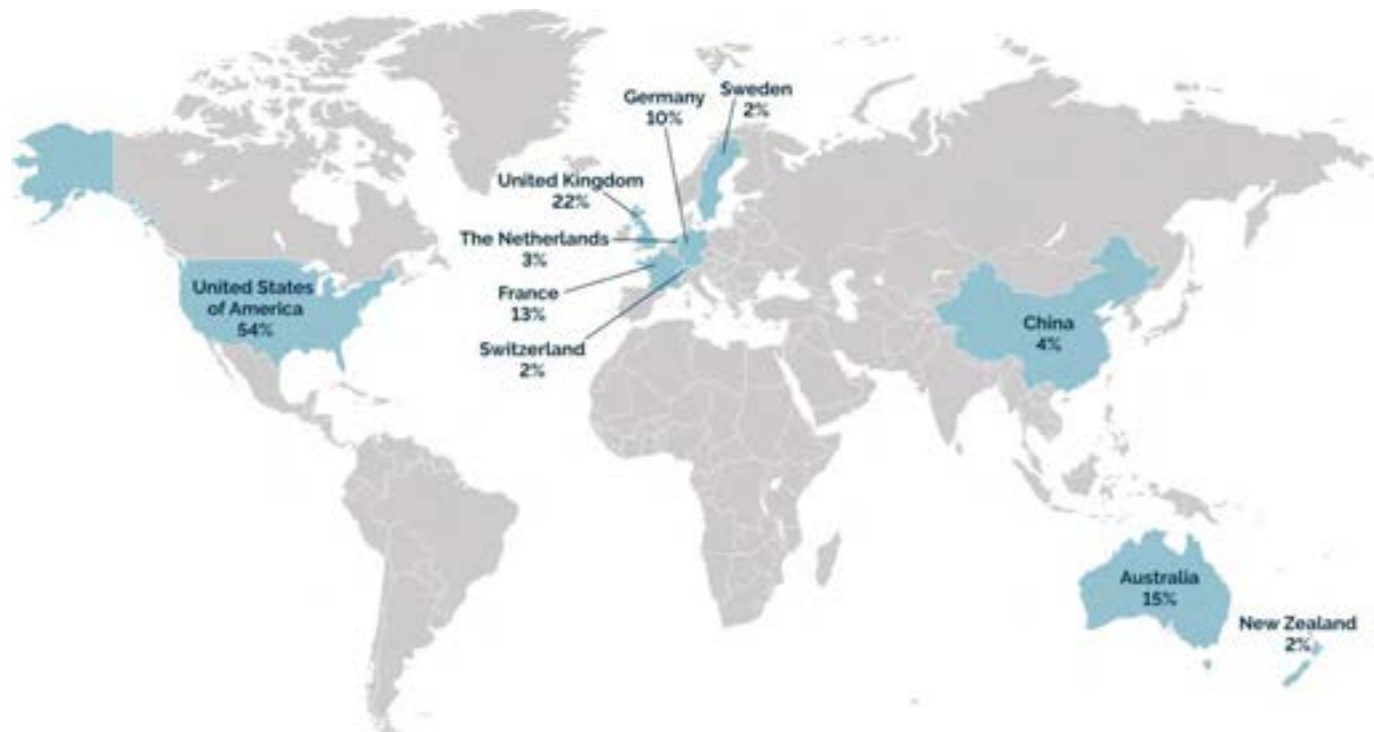 Sweden
2%
Germany
10%
United Kingdom
22%
The Netherlands
3%
France
13%
Switzerland
2%
United States
of America
54%
China
4%
Australia
15%
New Zealand
2%